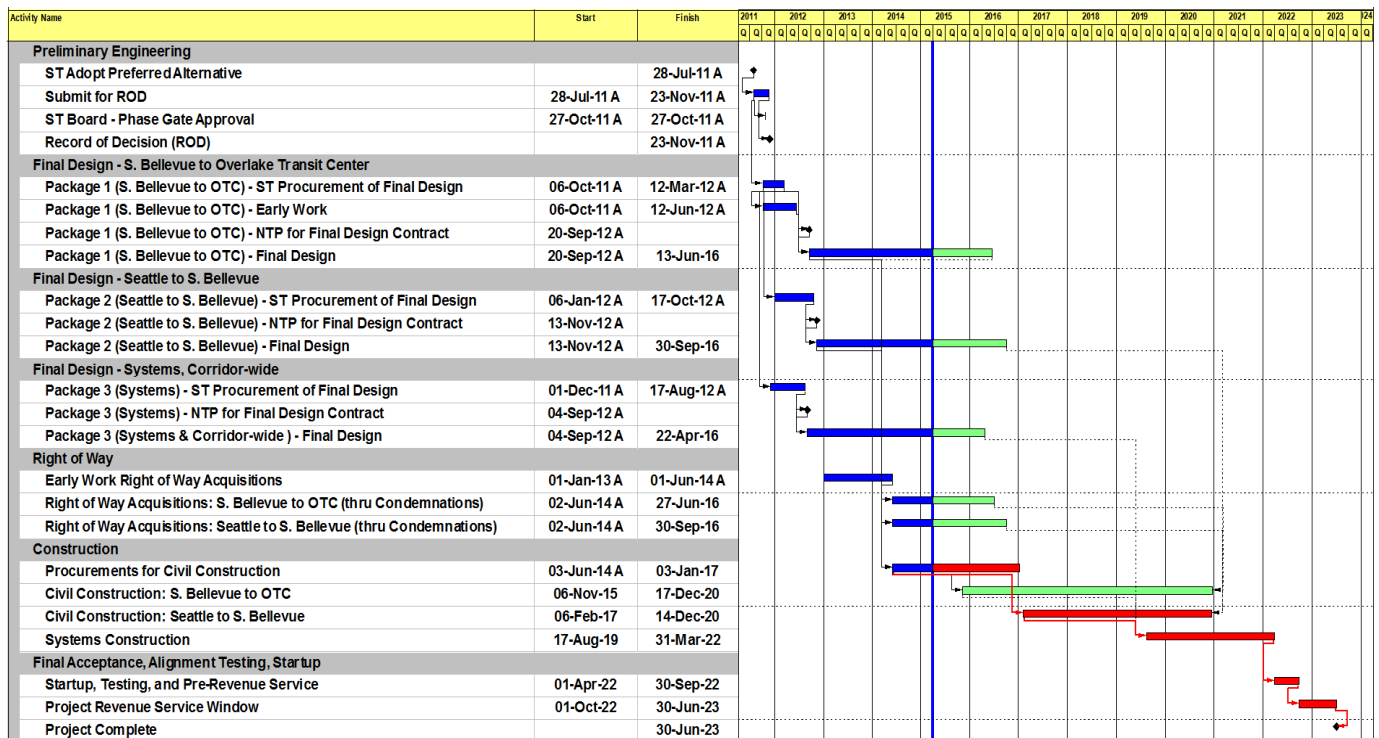 Activity Name Start Finish 2011 2012 2013 2014 2015 2016 2017 2018 2019 2020 2021 2022 2023 024
Q Q Q Q Q Q Q Q Q Q Q Q Q Q Q Q Q Q Q Q Q Q Q Q Q Q Q Q Q Q Q Q Q Q Q Q Q Q Q Q Q Q Q Q Q Q Q Q Q Q Q
Preliminary Engineering
ST Adopt Preferred Alternative 28-Jul-11 A
Submit for ROD 28-Jul-11 A 23-Nov-11 A
ST Board - Phase Gate Approval 27-Oct-11 A 27-Oct-11 A
Record of Decision (ROD) 23-Nov-11 A
Final Design - S. Bellevue to Overlake Transit Center
Package 1 (S. Bellevue to OTC) - ST Procurement of Final Design 06-Oct-11 A 12-Mar-12 A
Package 1 (S. Bellevue to OTC) - Early Work 06-Oct-11 A 12-Jun-12 A
Package 1 (S. Bellevue to OTC) - NTP for Final Design Contract 20-Sep-12 A
Package 1 (S. Bellevue to OTC) - Final Design 20-Sep-12 A 13-Jun-16
Final Design - Seattle to S. Bellevue
Package 2 (Seattle to S. Bellevue) - ST Procurement of Final Design 06-Jan-12 A 17-Oct-12 A
Package 2 (Seattle to S. Bellevue) - NTP for Final Design Contract 13-Nov-12 A
Package 2 (Seattle to S. Bellevue) - Final Design 13-Nov-12 A 30-Sep-16
Final Design - Systems, Corridor-wide
Package 3 (Systems) - ST Procurement of Final Design 01-Dec-11 A 17-Aug-12 A
Package 3 (Systems) - NTP for Final Design Contract 04-Sep-12 A
Package 3 (Systems & Corridor-wide ) - Final Design 04-Sep-12 A 22-Apr-16
Right of Way
Early Work Right of Way Acquisitions 01-Jan-13 A 01-Jun-14 A
Right of Way Acquisitions: S. Bellevue to OTC (thru Condemnations) 02-Jun-14 A 27-Jun-16
Right of Way Acquisitions: Seattle to S. Bellevue (thru Condemnations) 02-Jun-14 A 30-Sep-16
Construction
Procurements for Civil Construction 03-Jun-14 A 03-Jan-17
Civil Construction: S. Bellevue to OTC 06-Nov-15 17-Dec-20
Civil Construction: Seattle to S. Bellevue 06-Feb-17 14-Dec-20
Systems Construction 17-Aug-19 31-Mar-22
Final Acceptance, Alignment Testing, Startup
Startup, Testing, and Pre-Revenue Service 01-Apr-22 30-Sep-22
Project Revenue Service Window 01-Oct-22 30-Jun-23
Project Complete 30-Jun-23